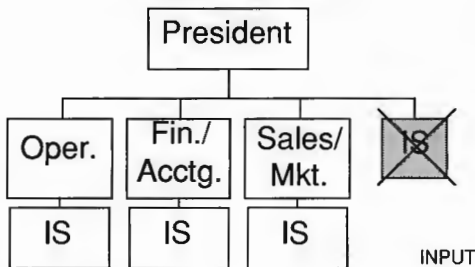 President
Oper.
Fin./
Acctg.
Sales/
Mkt.
IS
IS
IS
IS
INPUT